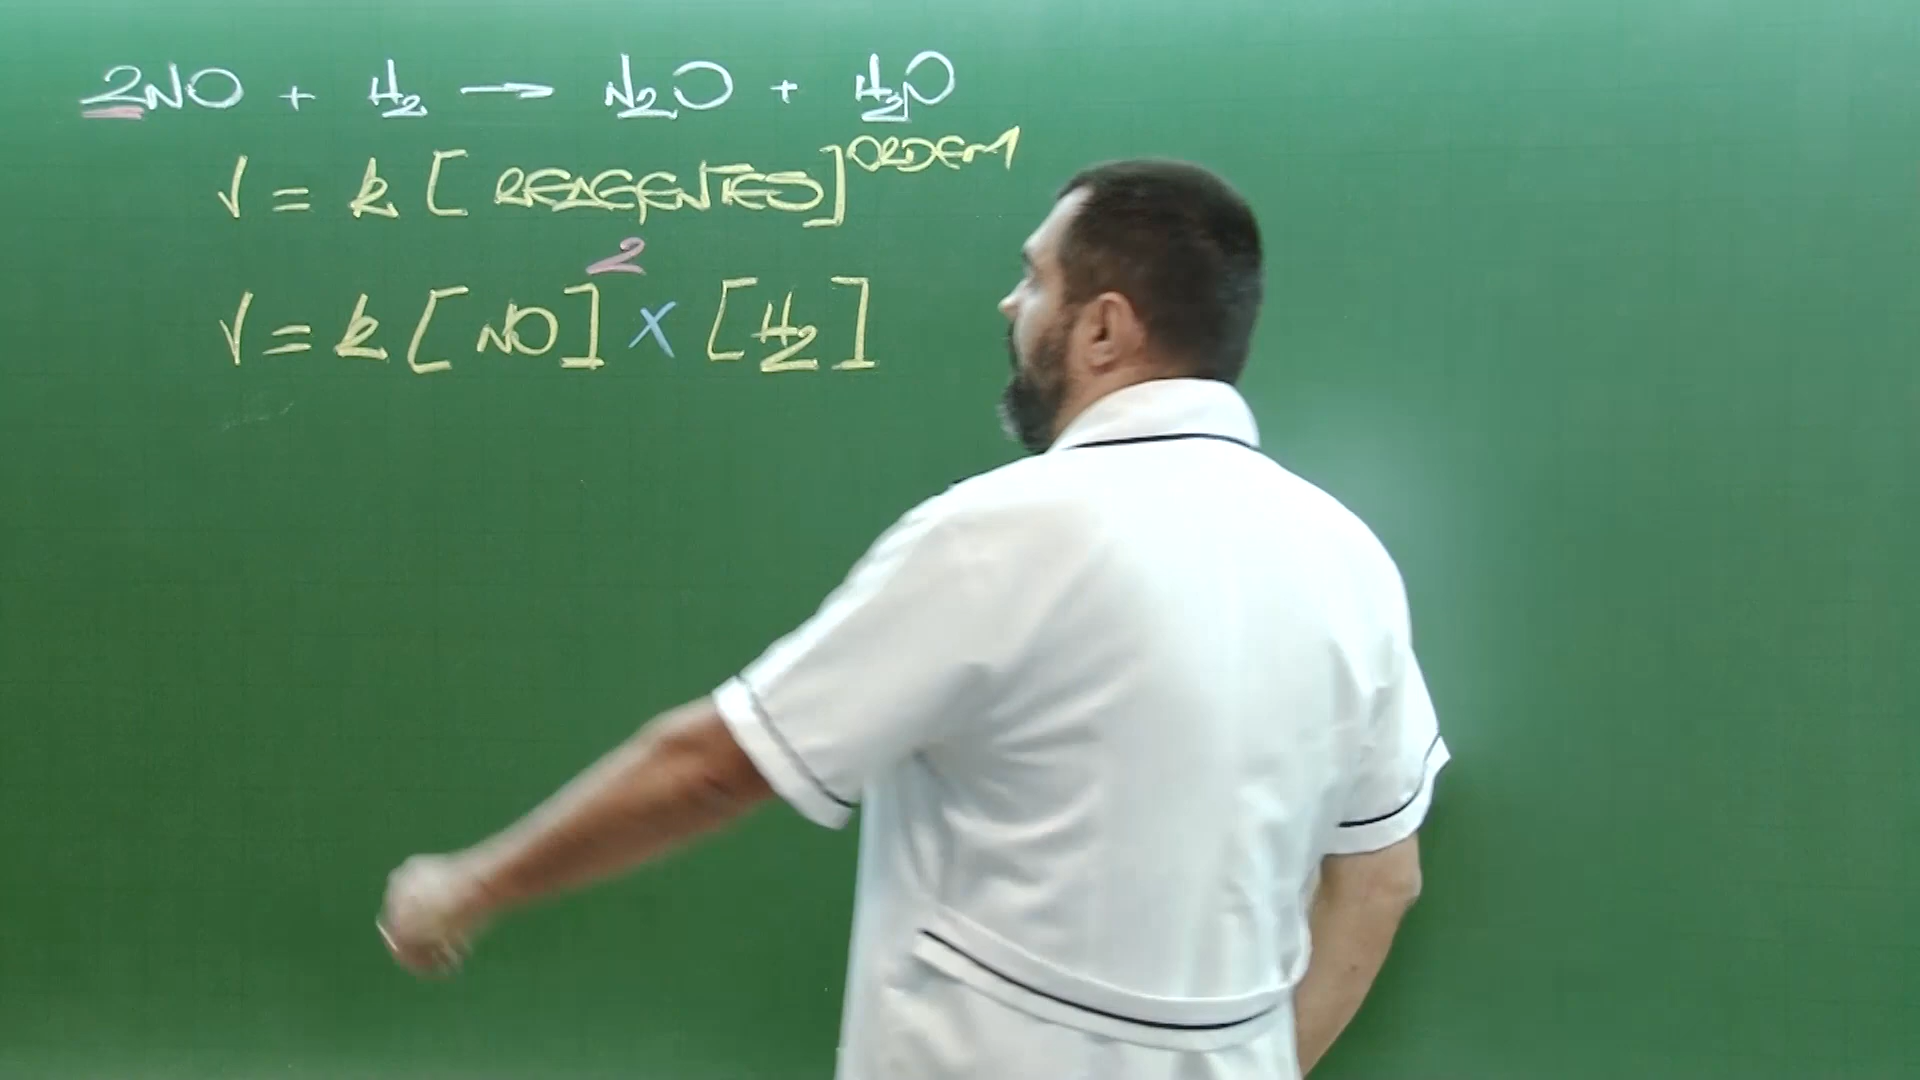 2NO + H₂ → N₂O + H₂O
V = k [REAGENTES]^ORDEM
V = k [NO]² x [H₂]